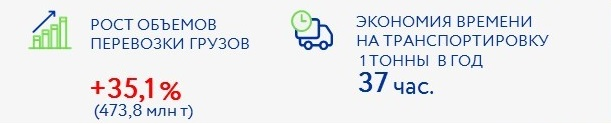 РОСТ ОБЪЕМОВ
ПЕРЕВОЗКИ ГРУЗОВ
+35,1 %
(473,8 млн т)
ЭКОНОМИЯ ВРЕМЕНИ
НА ТРАНСПОРТИРОВКУ
1 ТОННЫ В ГОД
37 час.